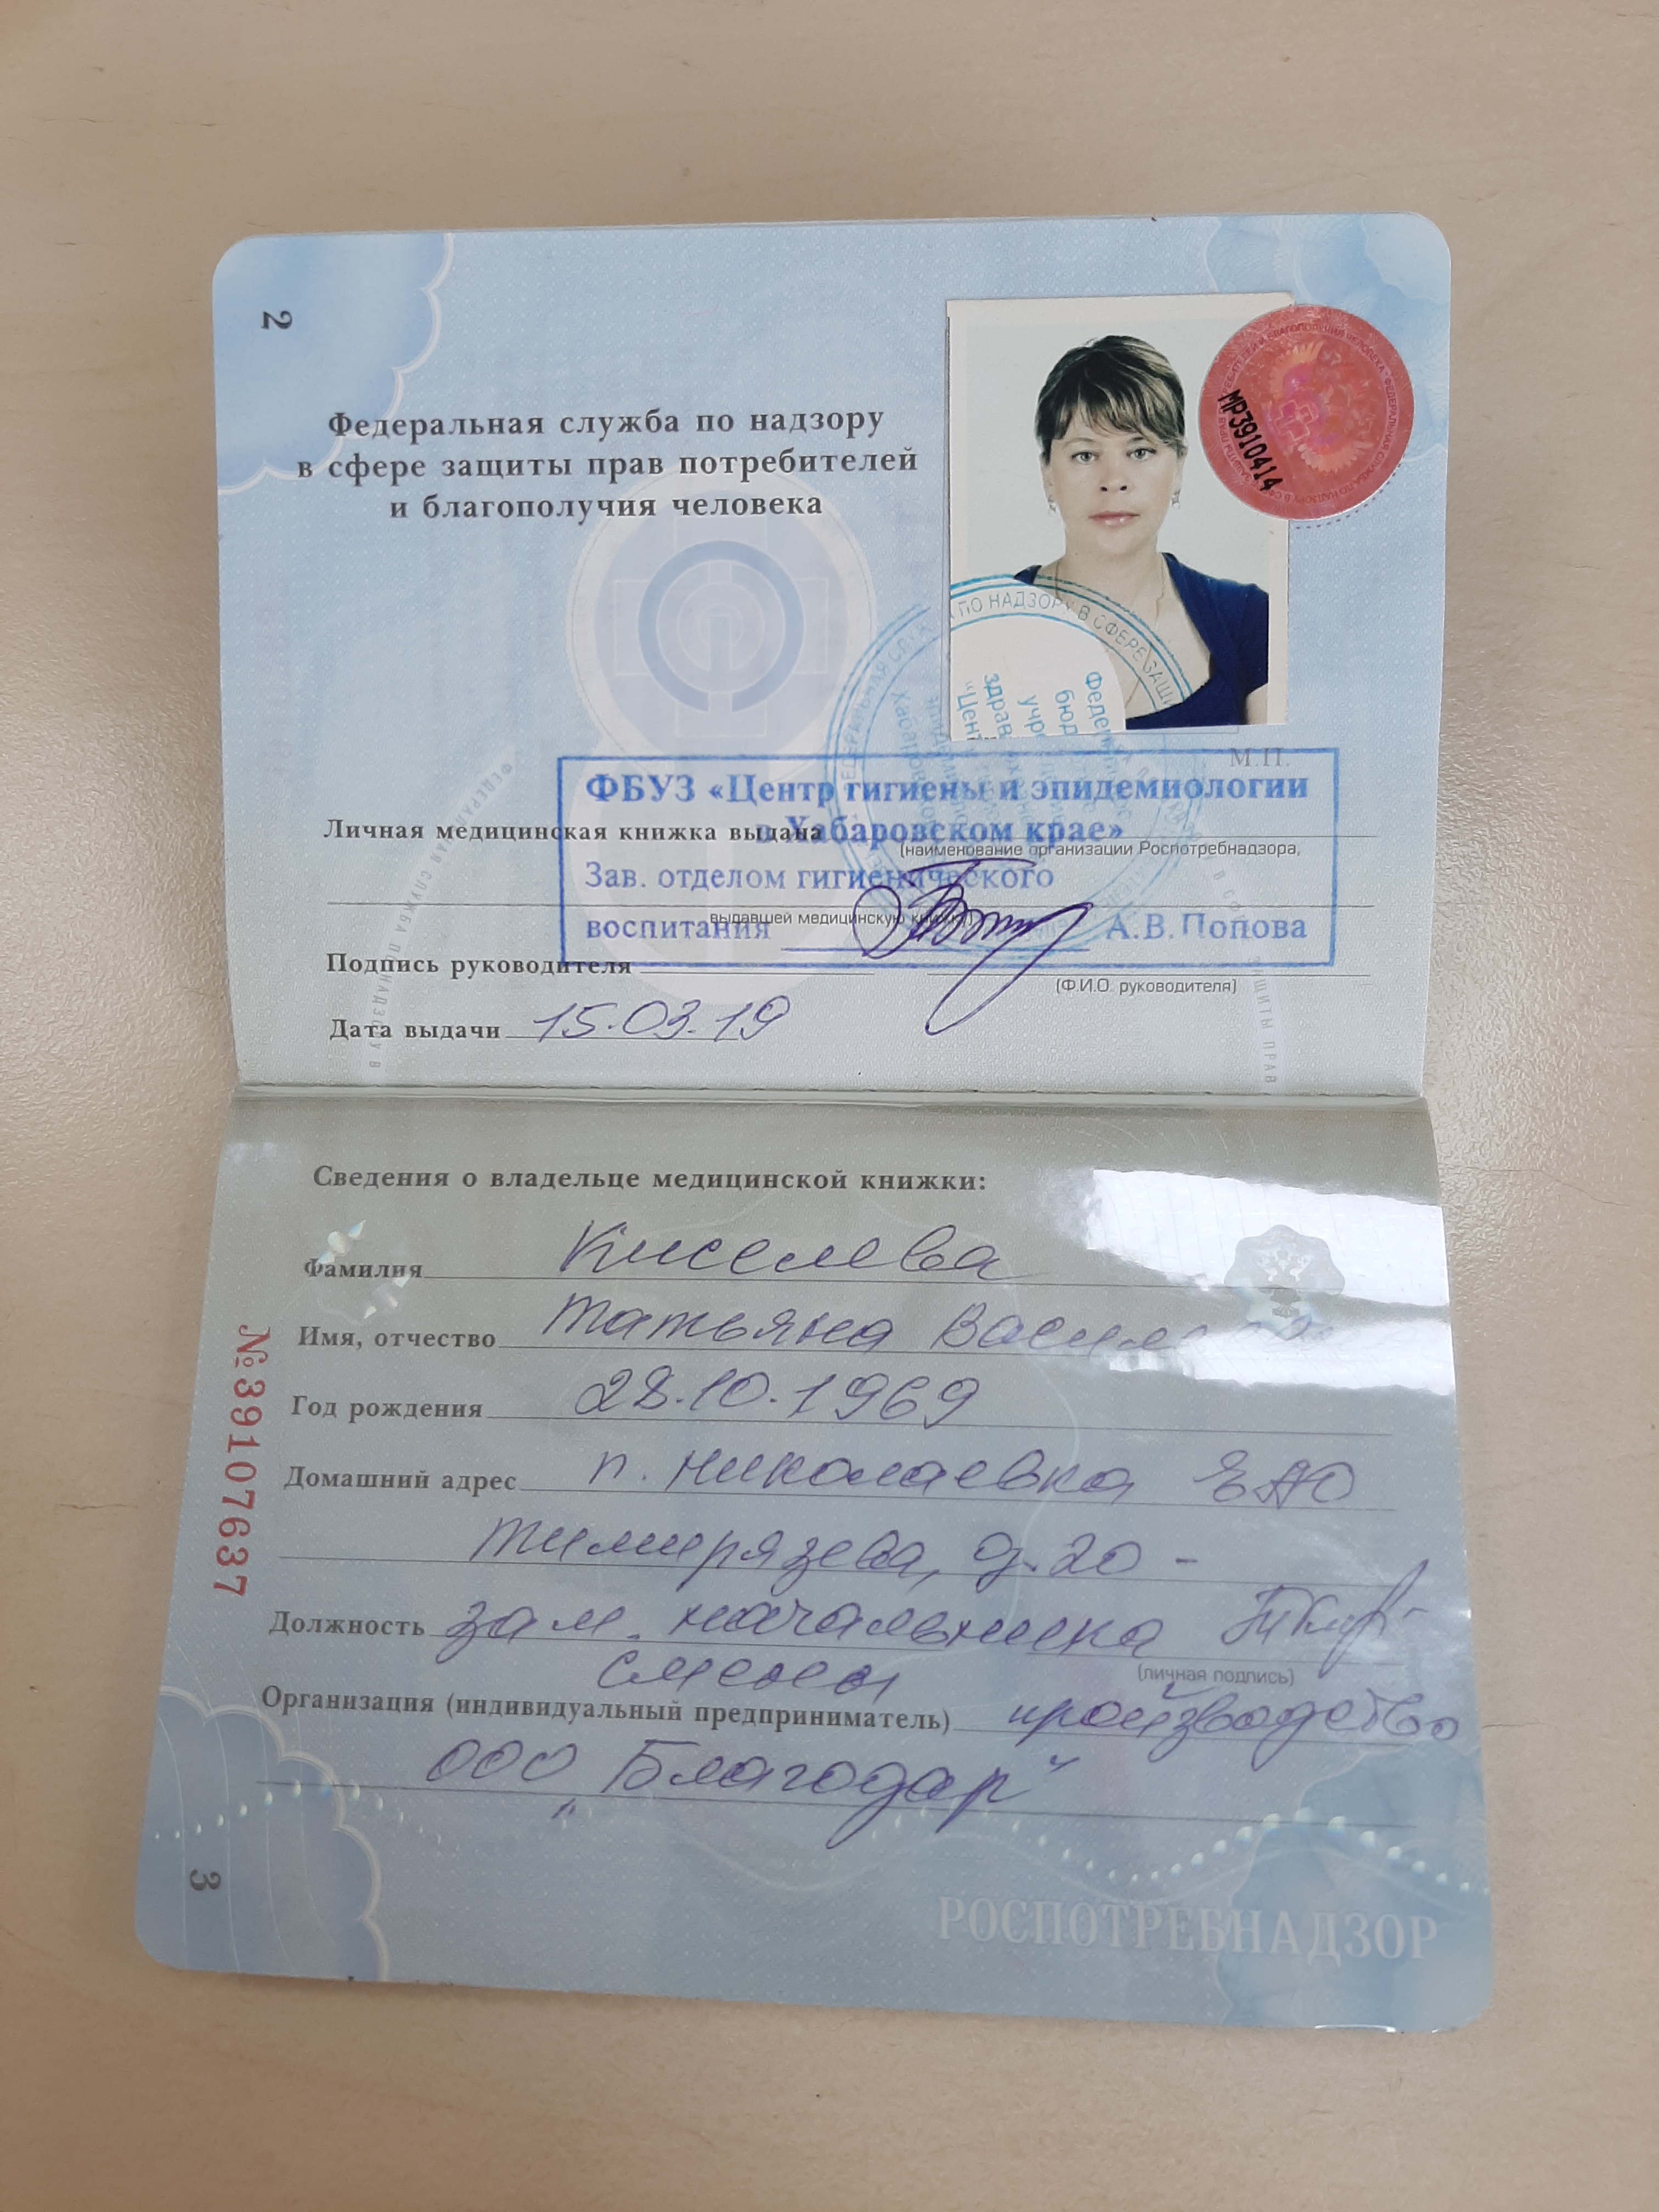 2
Федеральная служба по надзору
в сфере защиты прав потребителей
и благополучия человека
МР3910414
М.П.
ФБУЗ «Центр гигиены и эпидемиологии
в Хабаровском крае»
Личная медицинская книжка выдана
(наименование организации Роспотребнадзора,
Зав. отделом гигиенического
выдавшей медицинскую книжку)
воспитания А.В. Попова
Подпись руководителя
(Ф.И.О. руководителя)
Дата выдачи 15.03.19
Сведения о владельце медицинской книжки:
Фамилия Киселева
Имя, отчество Татьяна
Год рождения 28.10.1969
Домашний адрес п. Николаевка ЕАО
Тимирязева, д. 20 -
Должность зам. начальника
смены
(личная подпись)
Организация (индивидуальный предприниматель) производство
ООО "Благодар"
№39107637
3
РОСПОТРЕБНАДЗОР